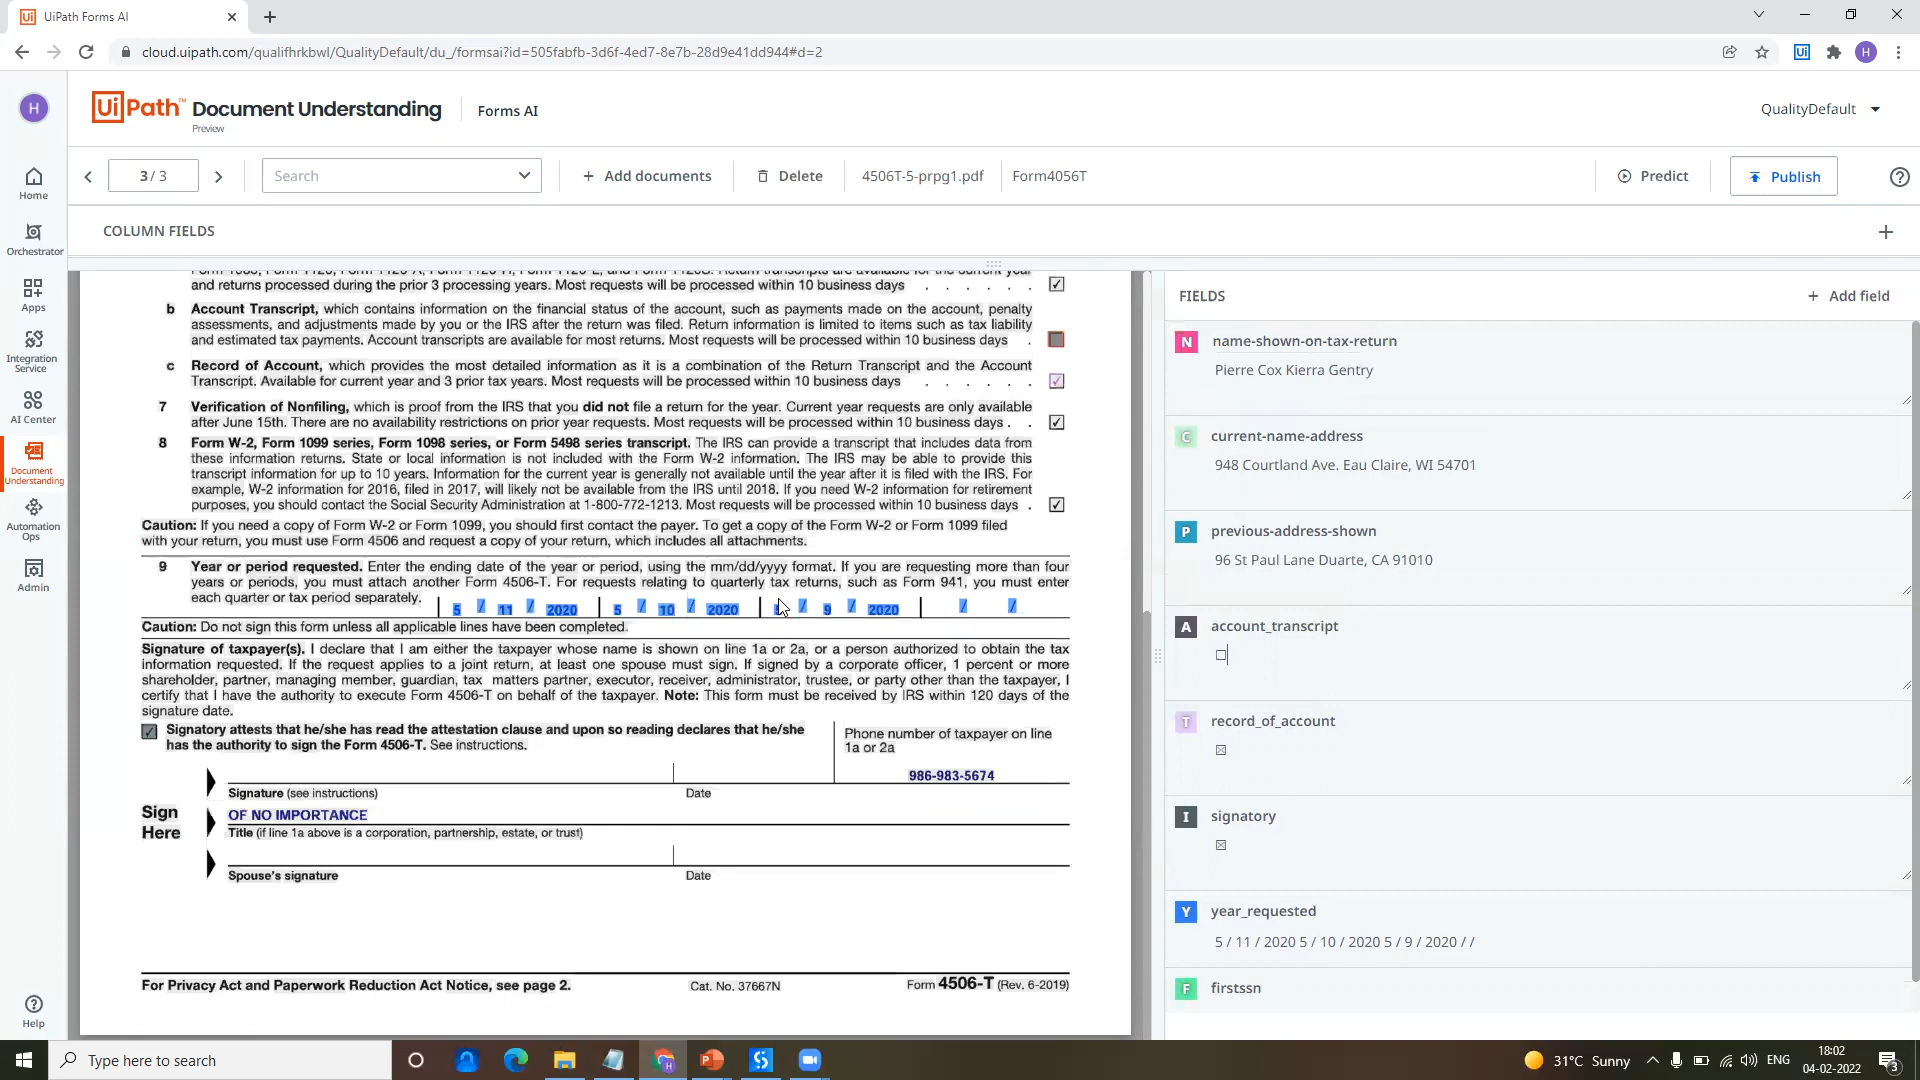 UiPath Forms AI
cloud.uipath.com/qualifhrkbwl/QualityDefault/du_/formsai?id=505fabfb-3d6f-4ed7-8e7b-28d9e41dd944#d=2
UiPath™ Document Understanding
Preview
Forms AI
QualityDefault
3 / 3
Search
+ Add documents
Delete
4506T-5-prpg1.pdf
Form4056T
Predict
Publish
COLUMN FIELDS
H
Home
Orchestrator
Apps
Integration
Service
AI Center
Document
Understanding
Automation
Ops
Admin
Help
and returns processed during the prior 3 processing years. Most requests will be processed within 10 business days . . . . . .
b Account Transcript, which contains information on the financial status of the account, such as payments made on the account, penalty
assessments, and adjustments made by you or the IRS after the return was filed. Return information is limited to items such as tax liability
and estimated tax payments. Account transcripts are available for most returns. Most requests will be processed within 10 business days .
c Record of Account, which provides the most detailed information as it is a combination of the Return Transcript and the Account
Transcript. Available for current year and 3 prior tax years. Most requests will be processed within 10 business days . . . . . .
7 Verification of Nonfiling, which is proof from the IRS that you did not file a return for the year. Current year requests are only available
after June 15th. There are no availability restrictions on prior year requests. Most requests will be processed within 10 business days .
8 Form W-2, Form 1099 series, Form 1098 series, or Form 5498 series transcript. The IRS can provide a transcript that includes data from
these information returns. State or local information is not included with the Form W-2 information. The IRS may be able to provide this
transcript information for up to 10 years. Information for the current year is generally not available until the year after it is filed with the IRS. For
example, W-2 information for 2016, filed in 2017, will likely not be available from the IRS until 2018. If you need W-2 information for retirement
purposes, you should contact the Social Security Administration at 1-800-772-1213. Most requests will be processed within 10 business days .
Caution: If you need a copy of Form W-2 or Form 1099, you should first contact the payer. To get a copy of the Form W-2 or Form 1099 filed
with your return, you must use Form 4506 and request a copy of your return, which includes all attachments.
9 Year or period requested. Enter the ending date of the year or period, using the mm/dd/yyyy format. If you are requesting more than four
years or periods, you must attach another Form 4506-T. For requests relating to quarterly tax returns, such as Form 941, you must enter
each quarter or tax period separately.
5 / 11 / 2020 5 / 10 / 2020 / 9 / 2020 / /
Caution: Do not sign this form unless all applicable lines have been completed.
Signature of taxpayer(s). I declare that I am either the taxpayer whose name is shown on line 1a or 2a, or a person authorized to obtain the tax
information requested. If the request applies to a joint return, at least one spouse must sign. If signed by a corporate officer, 1 percent or more
shareholder, partner, managing member, guardian, tax matters partner, executor, receiver, administrator, trustee, or party other than the taxpayer, I
certify that I have the authority to execute Form 4506-T on behalf of the taxpayer. Note: This form must be received by IRS within 120 days of the
signature date.
Signatory attests that he/she has read the attestation clause and upon so reading declares that he/she
has the authority to sign the Form 4506-T. See instructions.
Phone number of taxpayer on line
1a or 2a
986-983-5674
Sign
Here
Signature (see instructions)
Date
OF NO IMPORTANCE
Title (if line 1a above is a corporation, partnership, estate, or trust)
Spouse's signature
Date
For Privacy Act and Paperwork Reduction Act Notice, see page 2.
Cat. No. 37667N
Form 4506-T (Rev. 6-2019)
FIELDS
+ Add field
N name-shown-on-tax-return
Pierre Cox Kierra Gentry
C current-name-address
948 Courtland Ave. Eau Claire, WI 54701
P previous-address-shown
96 St Paul Lane Duarte, CA 91010
A account_transcript
☐
T record_of_account
☒
I signatory
☒
Y year_requested
5 / 11 / 2020 5 / 10 / 2020 5 / 9 / 2020 / /
F firstssn
Type here to search
31°C Sunny
ENG
18:02
04-02-2022
3